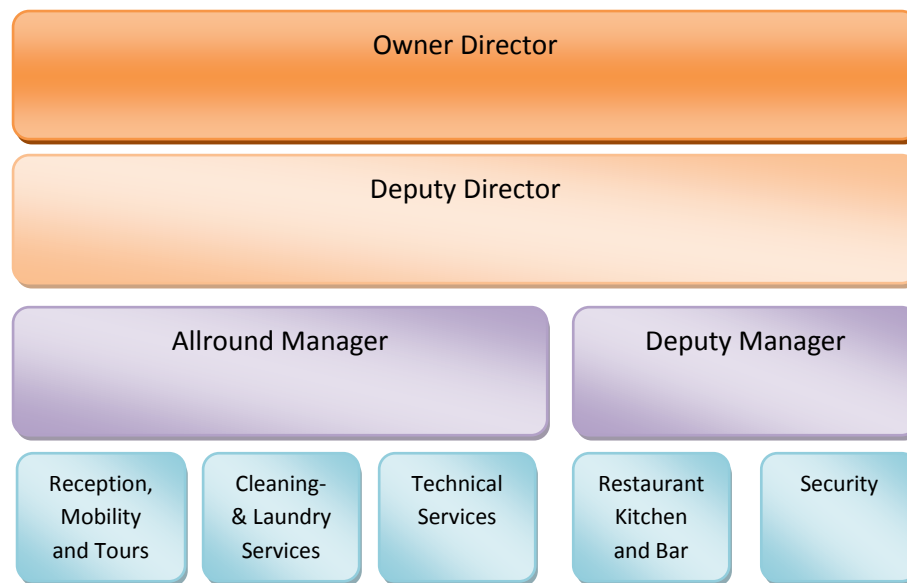 Owner Director
Deputy Director
Allround Manager
Deputy Manager
Reception,
Mobility
and Tours
Cleaning-
& Laundry
Services
Technical
Services
Restaurant
Kitchen
and Bar
Security